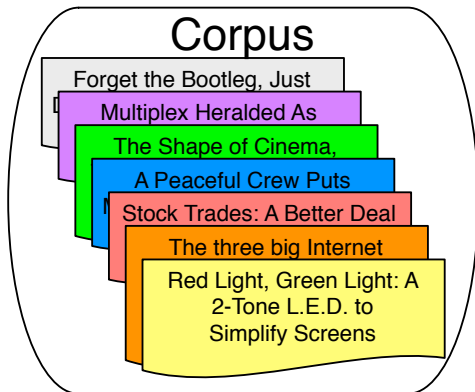 Corpus
Forget the Bootleg, Just
Multiplex Heralded As
The Shape of Cinema,
A Peaceful Crew Puts
Stock Trades: A Better Deal
The three big Internet
Red Light, Green Light: A
2-Tone L.E.D. to
Simplify Screens